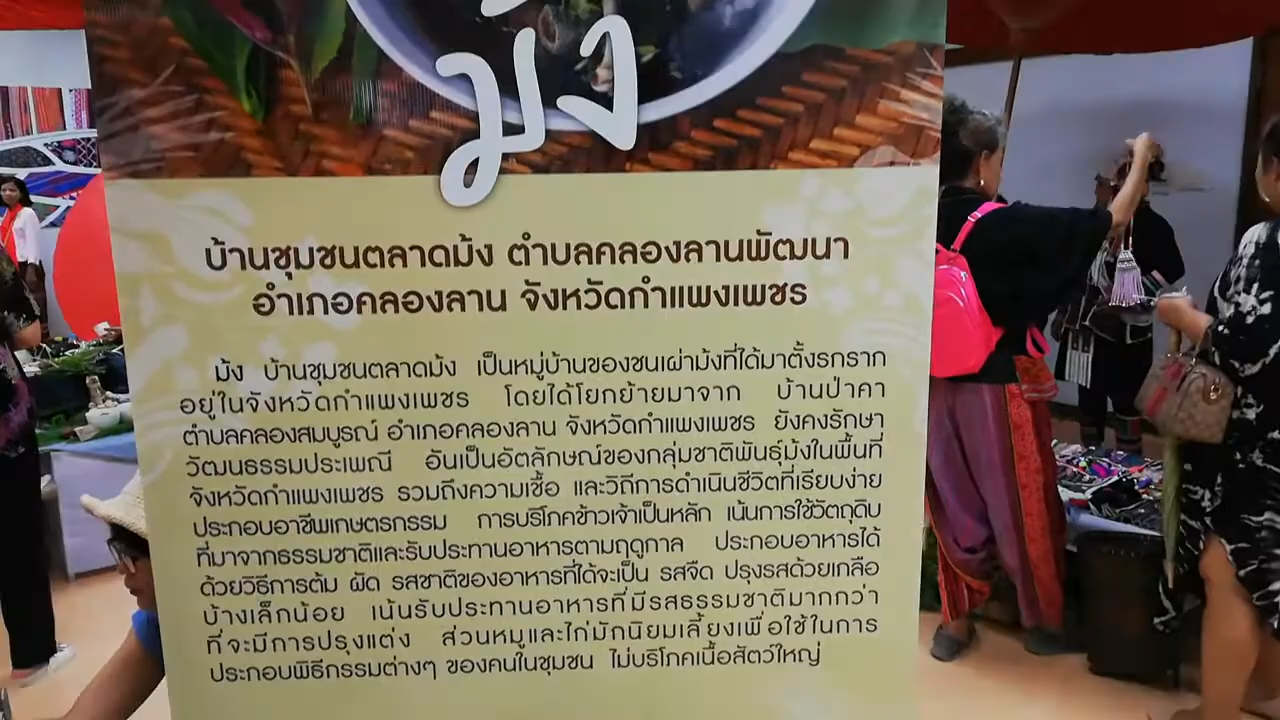 ม้ง
บ้านชุมชนตลาดม้ง ตำบลคลองลานพัฒนา
อำเภอคลองลาน จังหวัดกำแพงเพชร
ม้ง บ้านชุมชนตลาดม้ง เป็นหมู่บ้านของชนเผ่าม้งที่ได้มาตั้งรกราก
อยู่ในจังหวัดกำแพงเพชร โดยได้โยกย้ายมาจาก บ้านป่าคา
ตำบลคลองสมบูรณ์ อำเภอคลองลาน จังหวัดกำแพงเพชร ยังคงรักษา
วัฒนธรรมประเพณี อันเป็นอัตลักษณ์ของกลุ่มชาติพันธุ์ม้งในพื้นที่
จังหวัดกำแพงเพชร รวมถึงความเชื่อ และวิถีการดำเนินชีวิตที่เรียบง่าย
ประกอบอาชีพเกษตรกรรม การบริโภคข้าวเจ้าเป็นหลัก เน้นการใช้วัตถุดิบ
ที่มาจากธรรมชาติและรับประทานอาหารตามฤดูกาล ประกอบอาหารได้
ด้วยวิธีการต้ม ผัด รสชาติของอาหารที่ได้จะเป็น รสจืด ปรุงรสด้วยเกลือ
บ้างเล็กน้อย เน้นรับประทานอาหารที่มีรสธรรมชาติมากกว่า
ที่จะมีการปรุงแต่ง ส่วนหมูและไก่มักนิยมเลี้ยงเพื่อใช้ในการ
ประกอบพิธีกรรมต่างๆ ของคนในชุมชน ไม่บริโภคเนื้อสัตว์ใหญ่